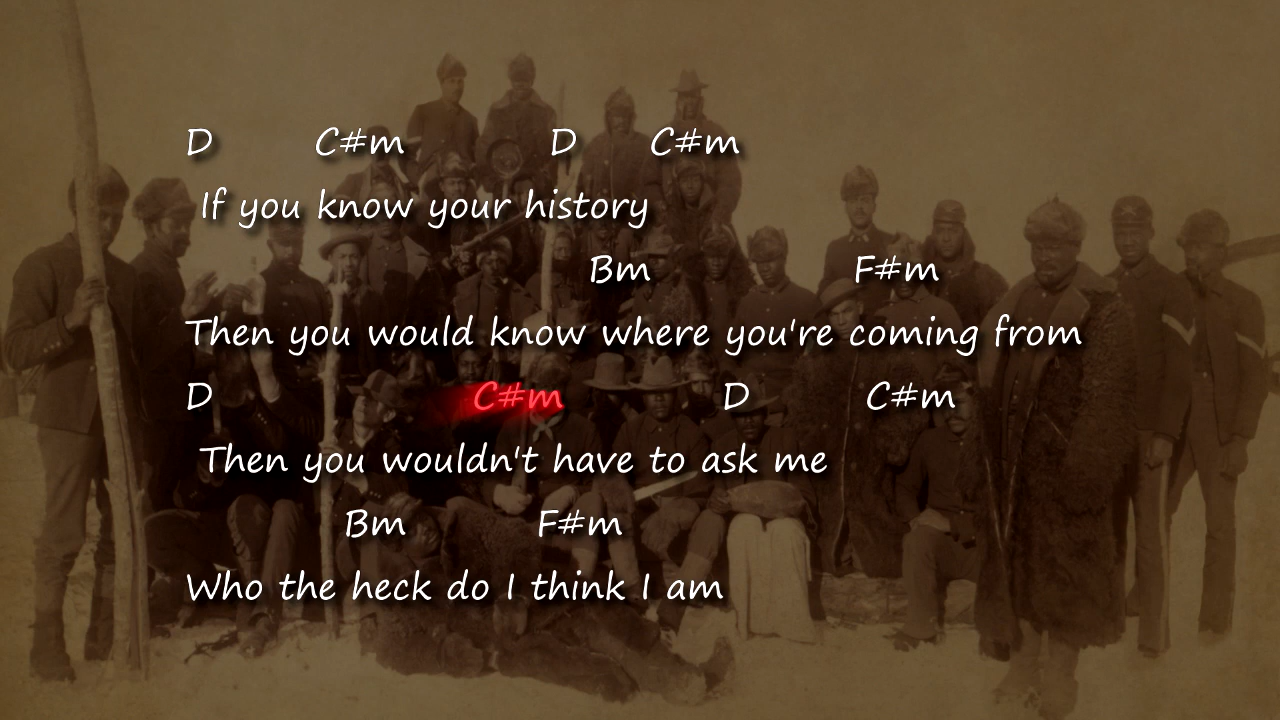 D C#m D C#m
If you know your history
Bm F#m
Then you would know where you're coming from
D C#m D C#m
Then you wouldn't have to ask me
Bm F#m
Who the heck do I think I am